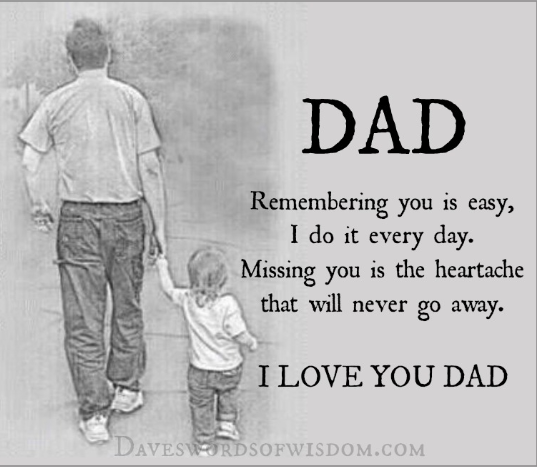 DAD
Remembering you is easy,
I do it every day.
Missing you is the heartache
that will never go away.
I LOVE YOU DAD
Daveswordsofwisdom.com